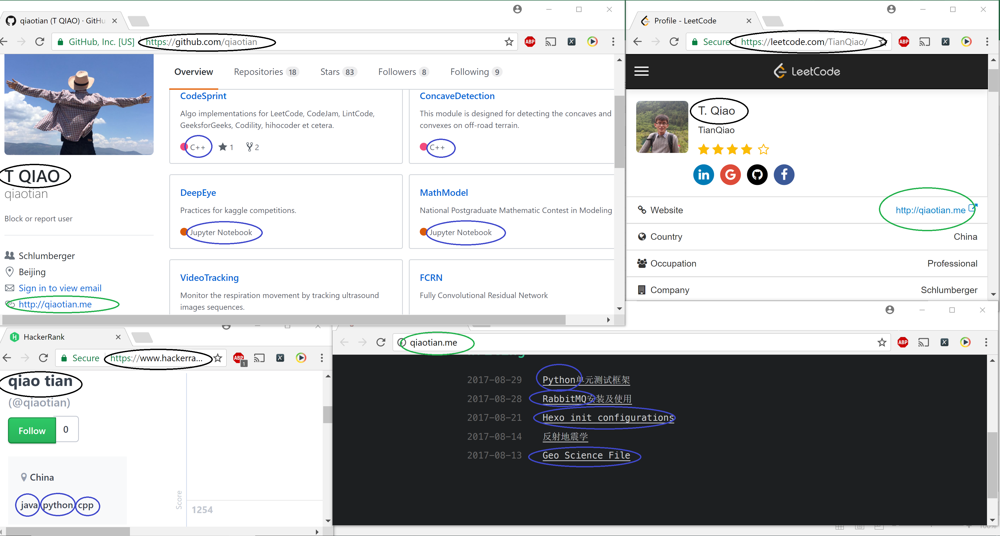 qiaotian (T QIAO) · GitHu
GitHub, Inc. [US]
https://github.com/qiaotian
Overview
Repositories 18
Stars 83
Followers 8
Following 9
T QIAO
qiaotian
Block or report user
Schlumberger
Beijing
Sign in to view email
http://qiaotian.me
CodeSprint
Algo implementations for LeetCode, CodeJam, LintCode,
GeeksforGeeks, Codility, hihocoder et cetera.
C++ 1 2
ConcaveDetection
This module is designed for detecting the concaves and
convexes on off-road terrain.
C++
DeepEye
Practices for kaggle competitions.
Jupyter Notebook
MathModel
National Postgraduate Mathematic Contest in Modeling
Jupyter Notebook
VideoTracking
Monitor the respiration movement by tracking ultrasound
images sequences.
FCRN
Fully Convolutional Residual Network
Profile - LeetCode
Secure
https://leetcode.com/TianQiao/
ABP
LeetCode
T. Qiao
TianQiao
in G f
Website http://qiaotian.me
Country China
Occupation Professional
Company Schlumberger
HackerRank
Secure
https://www.hackerra...
ABP 1
qiao tian
(@qiaotian)
Follow 0
China
java python cpp
Score
1254
qiaotian.me
ABP
2017-08-29 Python单元测试框架
2017-08-28 RabbitMQ安装及使用
2017-08-21 Hexo init configurations
2017-08-14 反射地震学
2017-08-13 Geo Science File